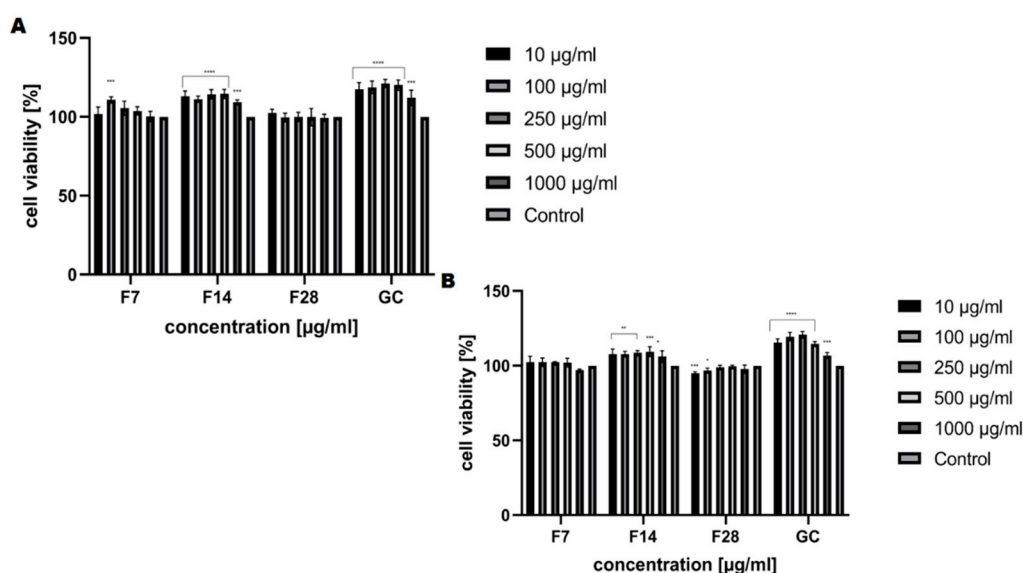 A
150
100
50
0
cell viability [%]
***
****
***
****
***
F7 F14 F28 GC
concentration [µg/ml]
10 µg/ml
100 µg/ml
250 µg/ml
500 µg/ml
1000 µg/ml
Control
B
150
100
50
0
cell viability [%]
**
***
*
***
*
****
***
F7 F14 F28 GC
concentration [µg/ml]
10 µg/ml
100 µg/ml
250 µg/ml
500 µg/ml
1000 µg/ml
Control